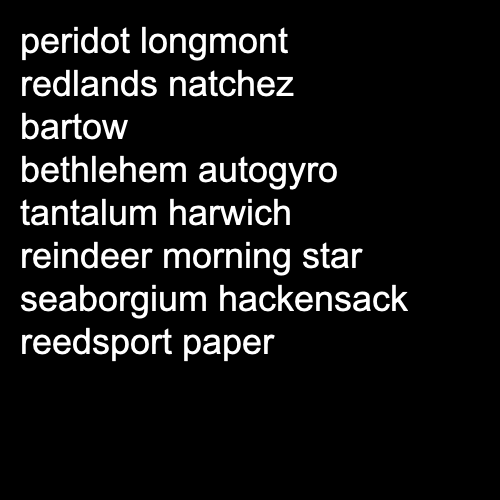 peridot longmont
redlands natchez
bartow
bethlehem autogyro
tantalum harwich
reindeer morning star
seaborgium hackensack
reedsport paper